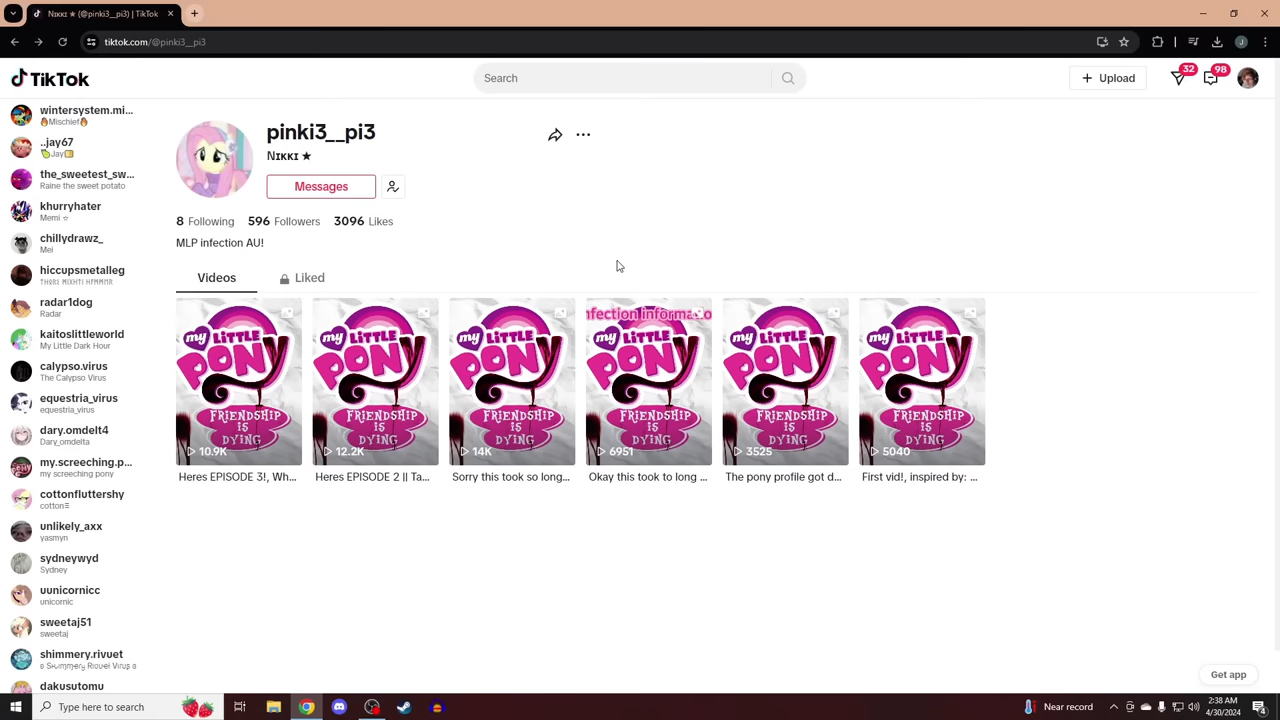 Nɪᴋᴋɪ ★ (@pinki3__pi3) | TikTok
tiktok.com/@pinki3__pi3
J
TikTok
Search
Upload
32
98
wintersystem.mi...
🔥Mischief🔥
..jay67
Jay
the_sweetest_sw...
Raine the sweet potato
khurryhater
Memi ☆
chillydrawz_
Mei
hiccupsmetalleg
radar1dog
Radar
kaitoslittleworld
My Little Dark Hour
calypso.virus
The Calypso Virus
equestria_virus
equestria_virus
dary.omdelt4
Dary_omdelta
my.screeching.p...
my screeching pony
cottonfluttershy
cotton
unlikely_axx
yasmyn
sydneywyd
Sydney
uunicornicc
unicornic
sweetaj51
sweetaj
shimmery.rivuet
dakusutomu
pinki3__pi3
Nɪᴋᴋɪ ★
Messages
8 Following 596 Followers 3096 Likes
MLP infection AU!
Videos Liked
my LITTLE PONY FRIENDSHIP IS DYING
10.9K
Heres EPISODE 3!, Wh...
my LITTLE PONY FRIENDSHIP IS DYING
12.2K
Heres EPISODE 2 || Ta...
my LITTLE PONY FRIENDSHIP IS DYING
14K
Sorry this took so long...
nfection informatio
my LITTLE PONY FRIENDSHIP IS DYING
6951
Okay this took to long ...
my LITTLE PONY FRIENDSHIP IS DYING
3525
The pony profile got d...
my LITTLE PONY FRIENDSHIP IS DYING
5040
First vid!, inspired by: ...
Get app
Type here to search
Near record
2:38 AM
4/30/2024
4